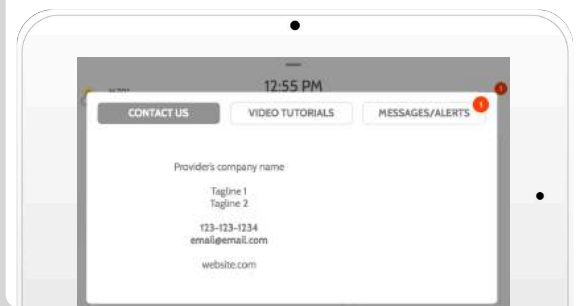 12:55 PM
CONTACT US
VIDEO TUTORIALS
MESSAGES/ALERTS
1
Provider's company name
Tagline 1
Tagline 2
123-123-1234
email@email.com
website.com